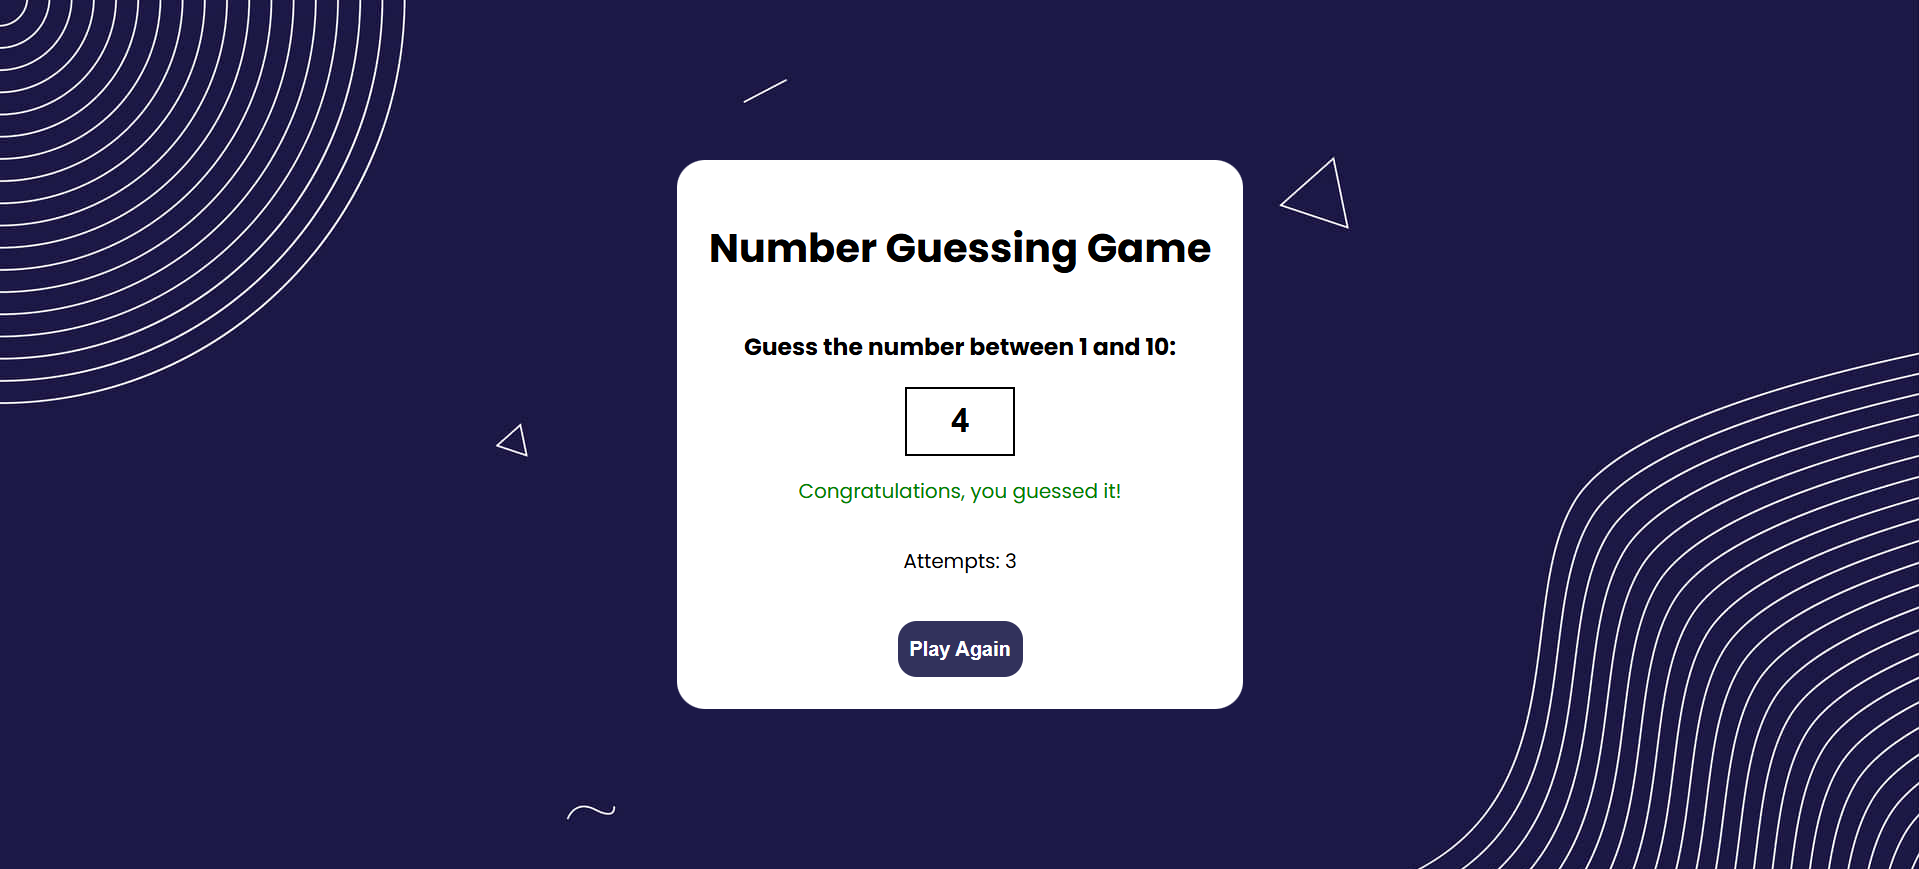 Number Guessing Game
Guess the number between 1 and 10:
4
Congratulations, you guessed it!
Attempts: 3
Play Again